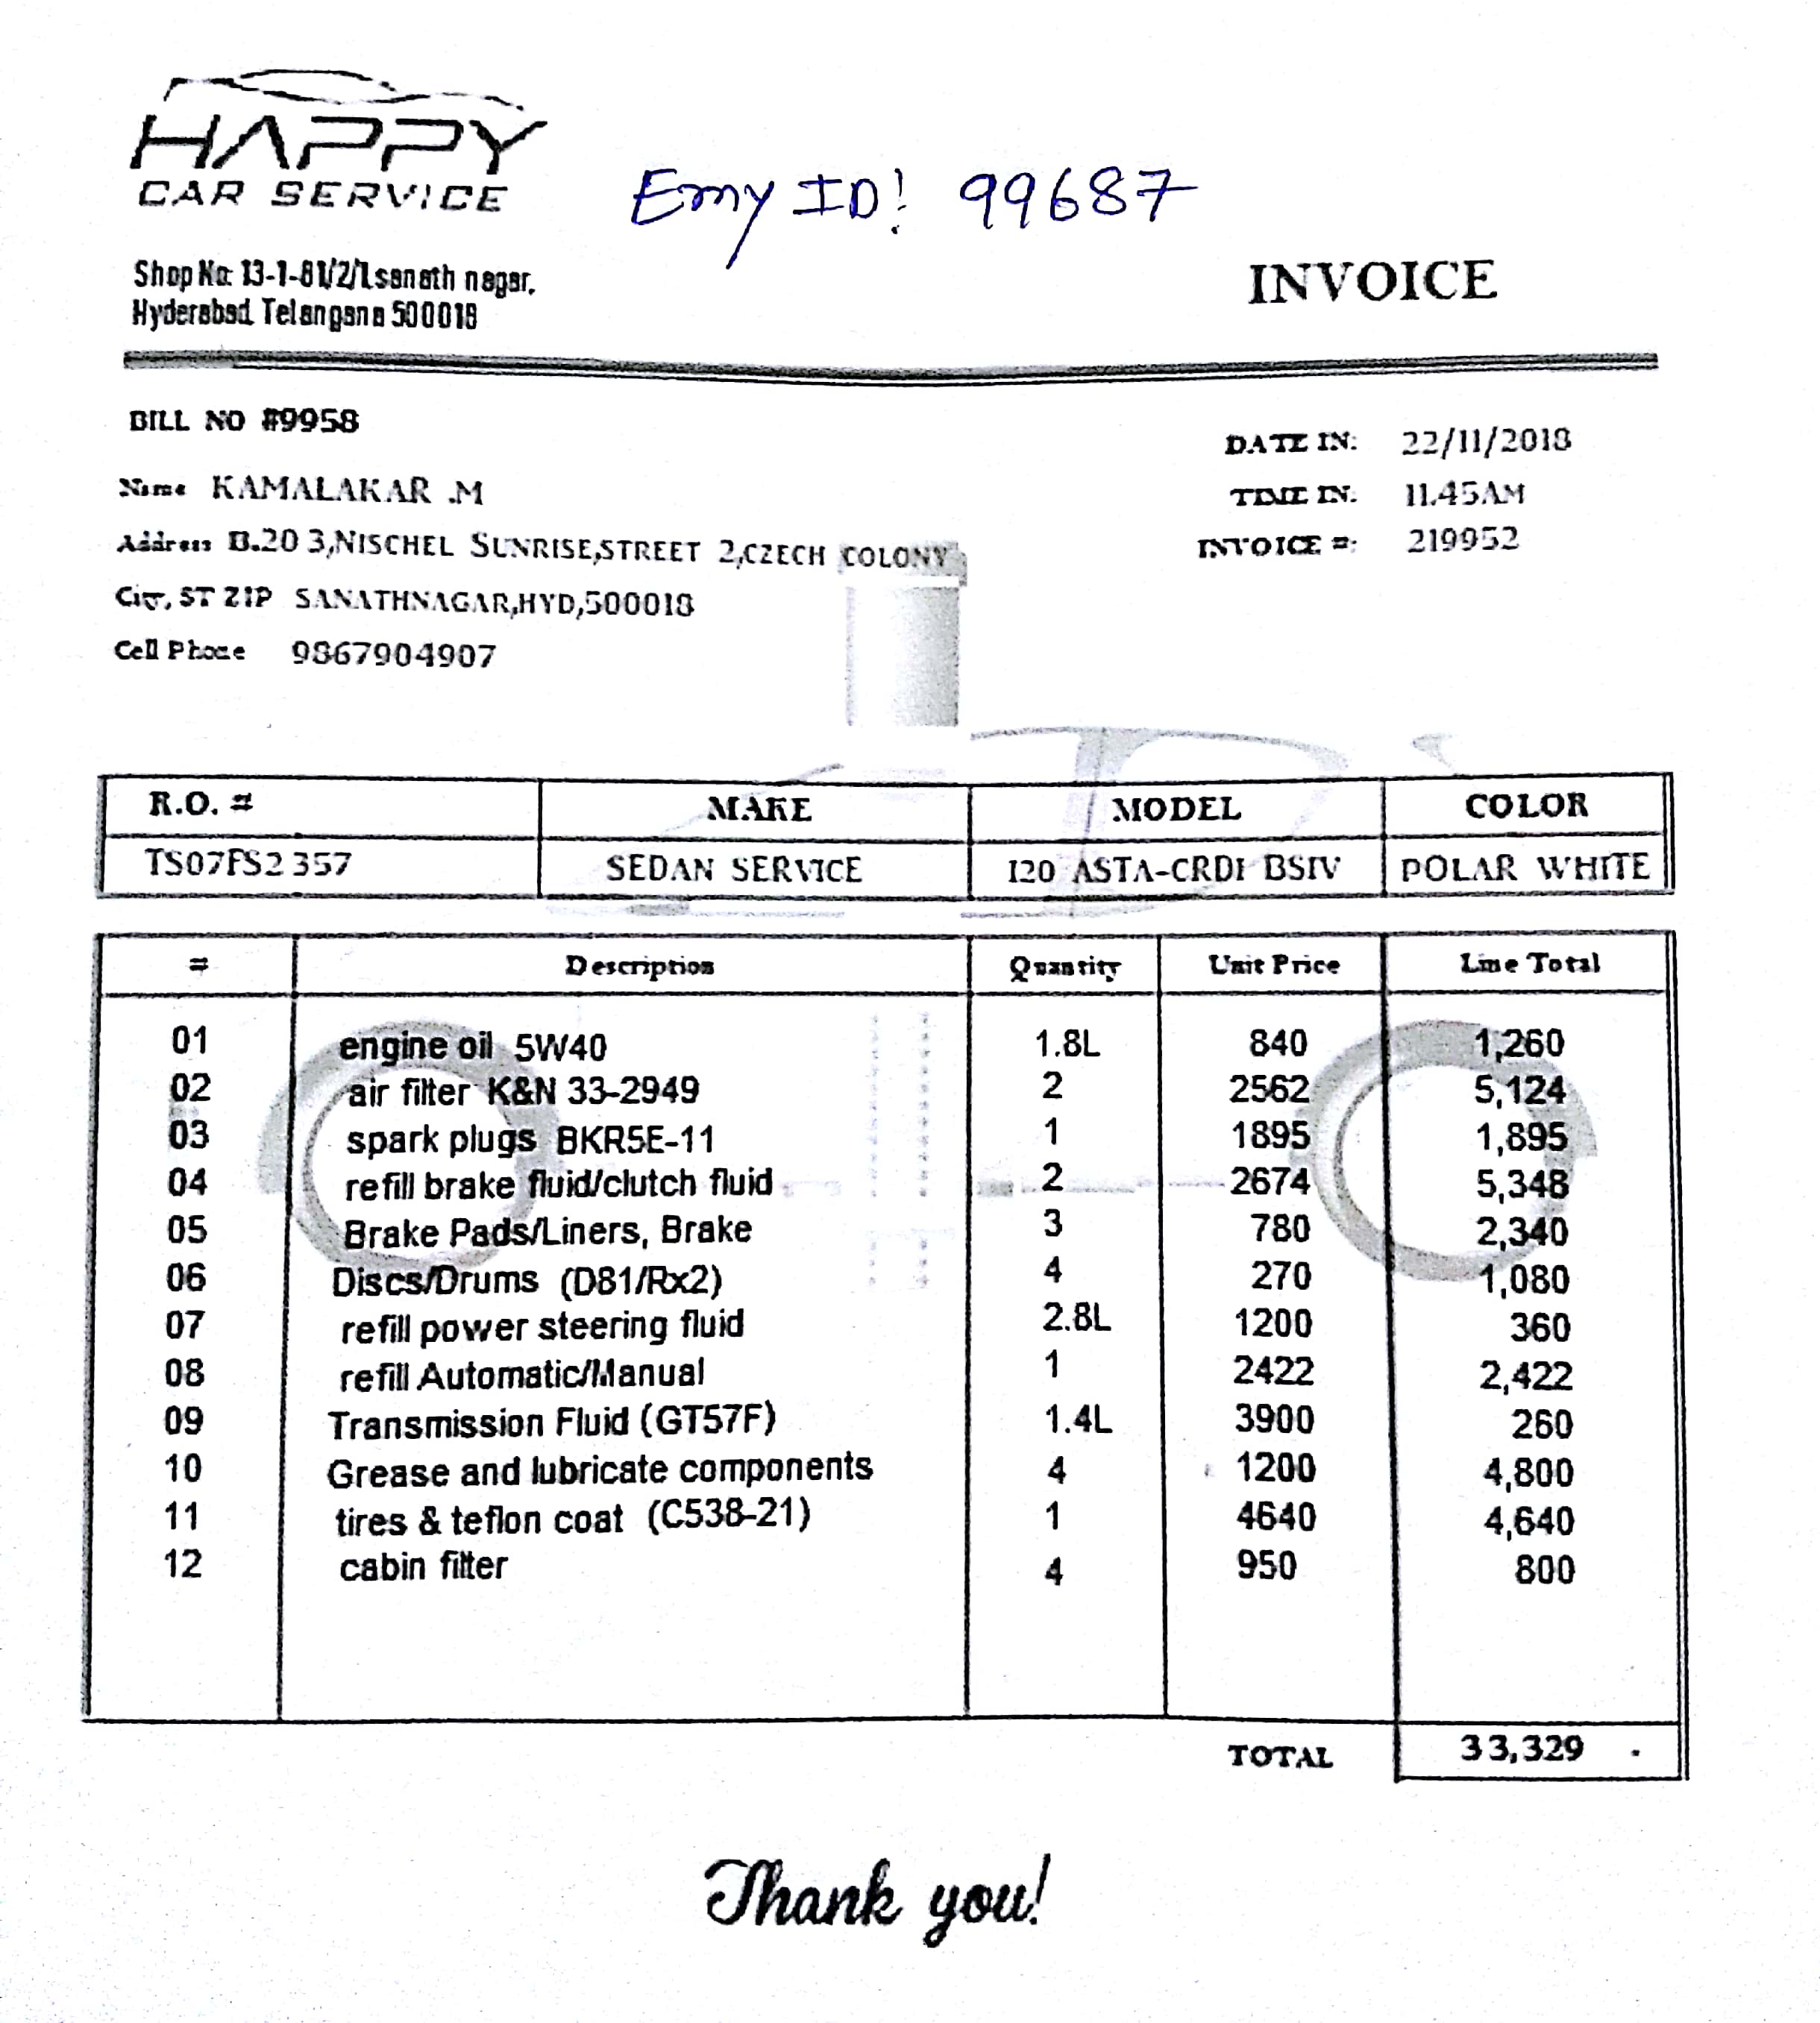 HAPPY
CAR SERVICE
Emy ID! 99687
Shop No: 13-1-81/2/1,sanath nagar,
Hyderabad Telangana 500018
INVOICE
BILL NO #9958
DATE IN: 22/11/2018
Name KAMALAKAR .M
TIME IN: 11.45AM
Address B.20 3,NISCHEL SUNRISE,STREET 2,CZECH COLONY
INVOICE #: 219952
City, ST ZIP SANATHNAGAR,HYD,500018
Cell Phone 9867904907
R.O. # MAKE MODEL COLOR
TS07FS2357 SEDAN SERVICE I20 ASTA-CRDI BSIV POLAR WHITE
# Description Quantity Unit Price Line Total
01 engine oil 5W40 1.8L 840 1,260
02 air filter K&N 33-2949 2 2562 5,124
03 spark plugs BKR5E-11 1 1895 1,895
04 refill brake fluid/clutch fluid 2 2674 5,348
05 Brake Pads/Liners, Brake 3 780 2,340
06 Discs/Drums (D81/Rx2) 4 270 1,080
07 refill power steering fluid 2.8L 1200 360
08 refill Automatic/Manual 1 2422 2,422
09 Transmission Fluid (GT57F) 1.4L 3900 260
10 Grease and lubricate components 4 1200 4,800
11 tires & teflon coat (C538-21) 1 4640 4,640
12 cabin filter 4 950 800
TOTAL 33,329
Thank you!